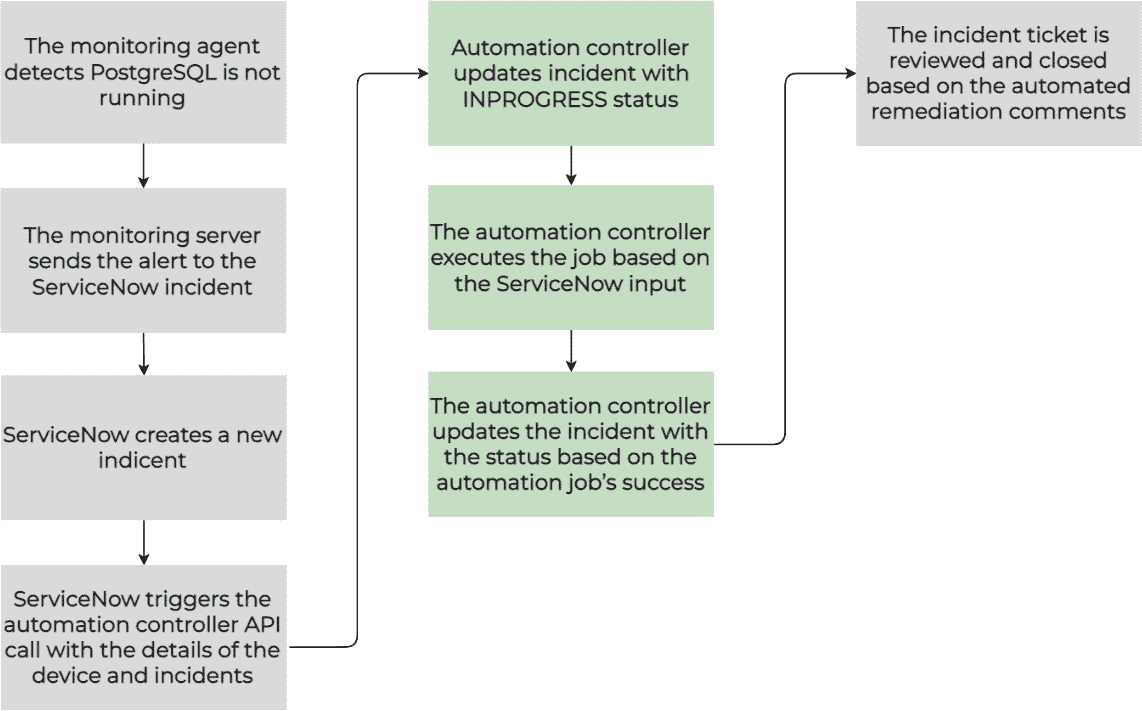 The monitoring agent
detects PostgreSQL is not
running
The monitoring server
sends the alert to the
ServiceNow incident
ServiceNow creates a new
indicent
ServiceNow triggers the
automation controller API
call with the details of the
device and incidents
Automation controller
updates incident with
INPROGRESS status
The automation controller
executes the job based on
the ServiceNow input
The automation controller
updates the incident with
the status based on the
automation job’s success
The incident ticket is
reviewed and closed
based on the automated
remediation comments